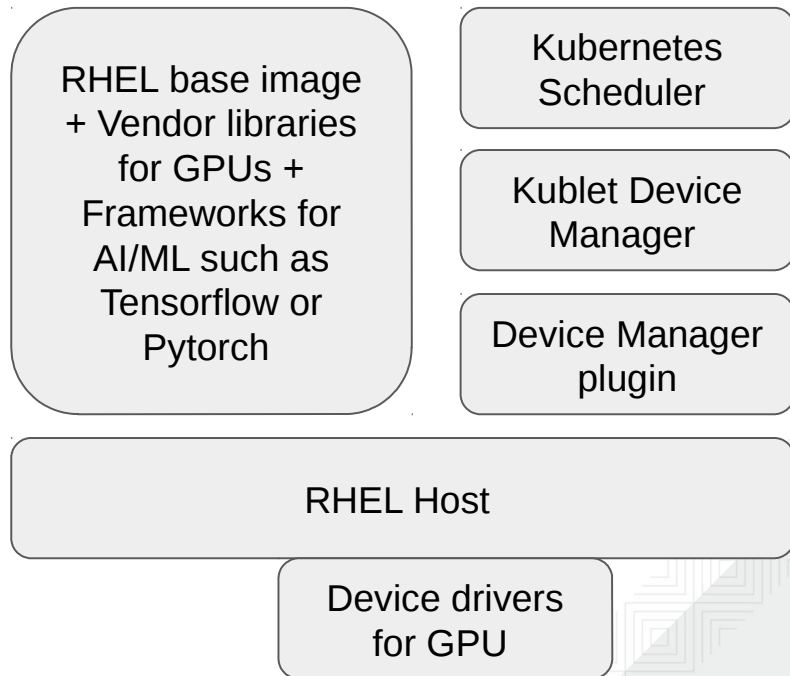 RHEL base image
+ Vendor libraries
for GPUs +
Frameworks for
AI/ML such as
Tensorflow or
Pytorch
Kubernetes
Scheduler
Kublet Device
Manager
Device Manager
plugin
RHEL Host
Device drivers
for GPU